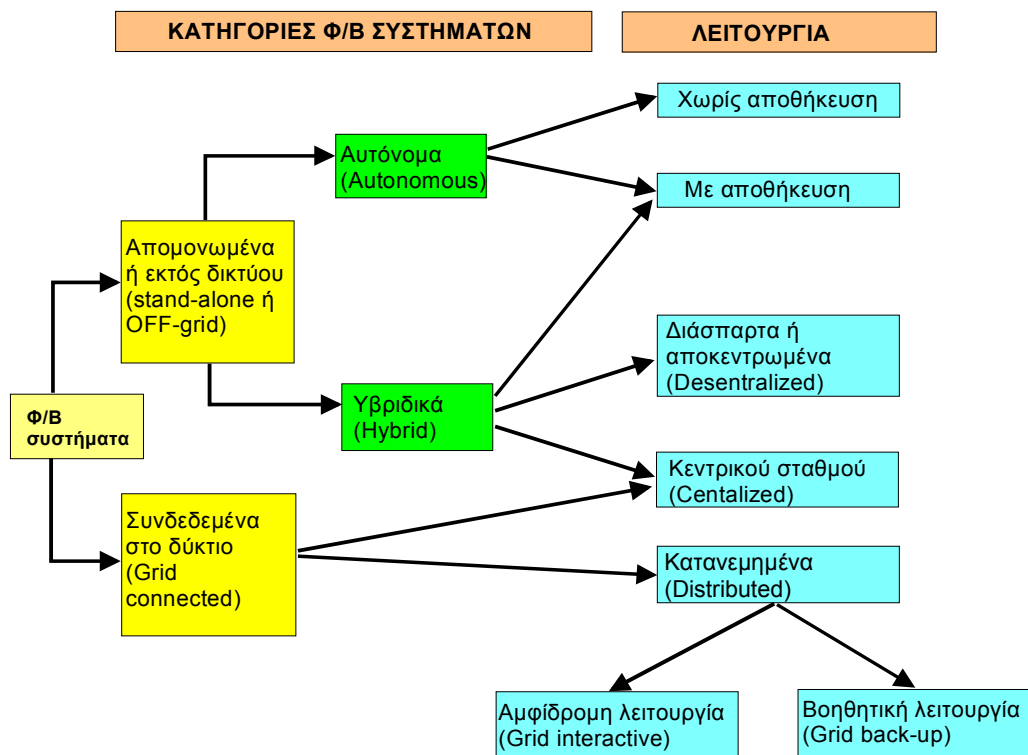 ΚΑΤΗΓΟΡΙΕΣ Φ/Β ΣΥΣΤΗΜΑΤΩΝ
ΛΕΙΤΟΥΡΓΙΑ
Χωρίς αποθήκευση
Αυτόνομα
(Autonomous)
Με αποθήκευση
Απομονωμένα
ή εκτός δικτύου
(stand-alone ή
OFF-grid)
Διάσπαρτα ή
αποκεντρωμένα
(Desentralized)
Υβριδικά
(Hybrid)
Φ/Β
συστήματα
Κεντρικού σταθμού
(Centalized)
Συνδεδεμένα
στο δύκτιο
(Grid
connected)
Κατανεμημένα
(Distributed)
Αμφίδρομη λειτουργία
(Grid interactive)
Βοηθητική λειτουργία
(Grid back-up)